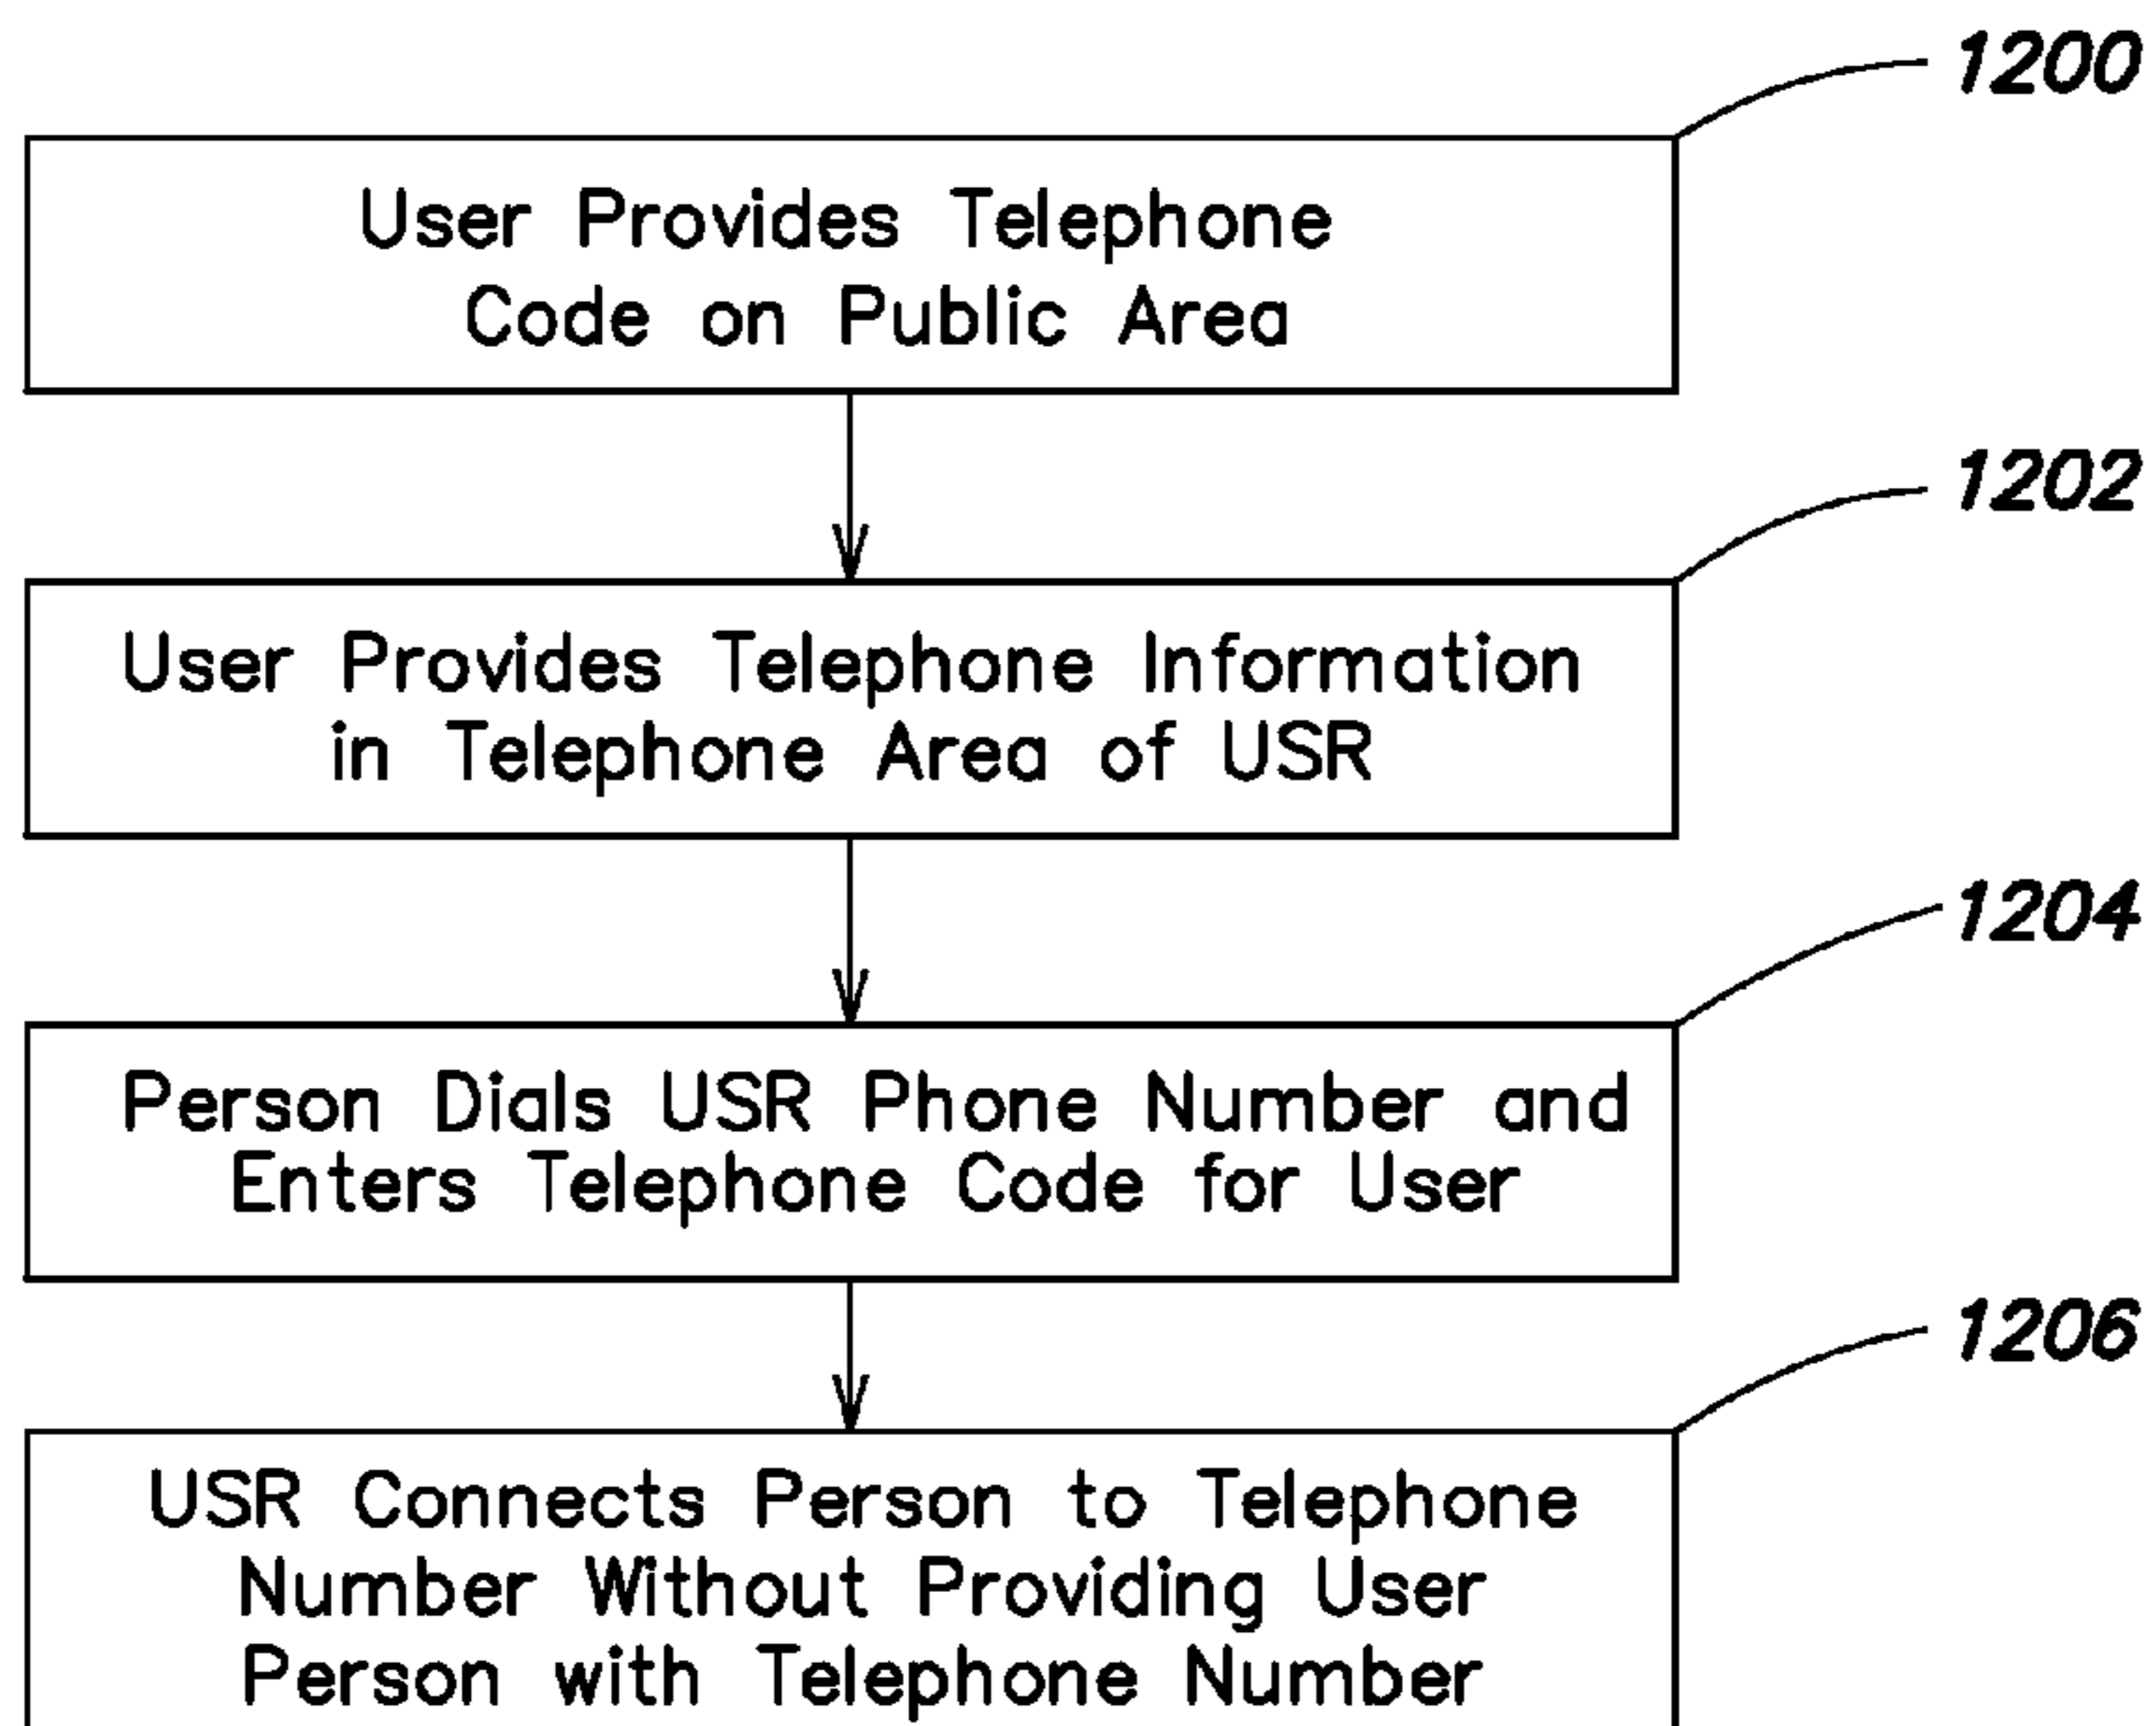 1200
User Provides Telephone
Code on Public Area
1202
User Provides Telephone Information
in Telephone Area of USR
1204
Person Dials USR Phone Number and
Enters Telephone Code for User
1206
USR Connects Person to Telephone
Number Without Providing User
Person with Telephone Number